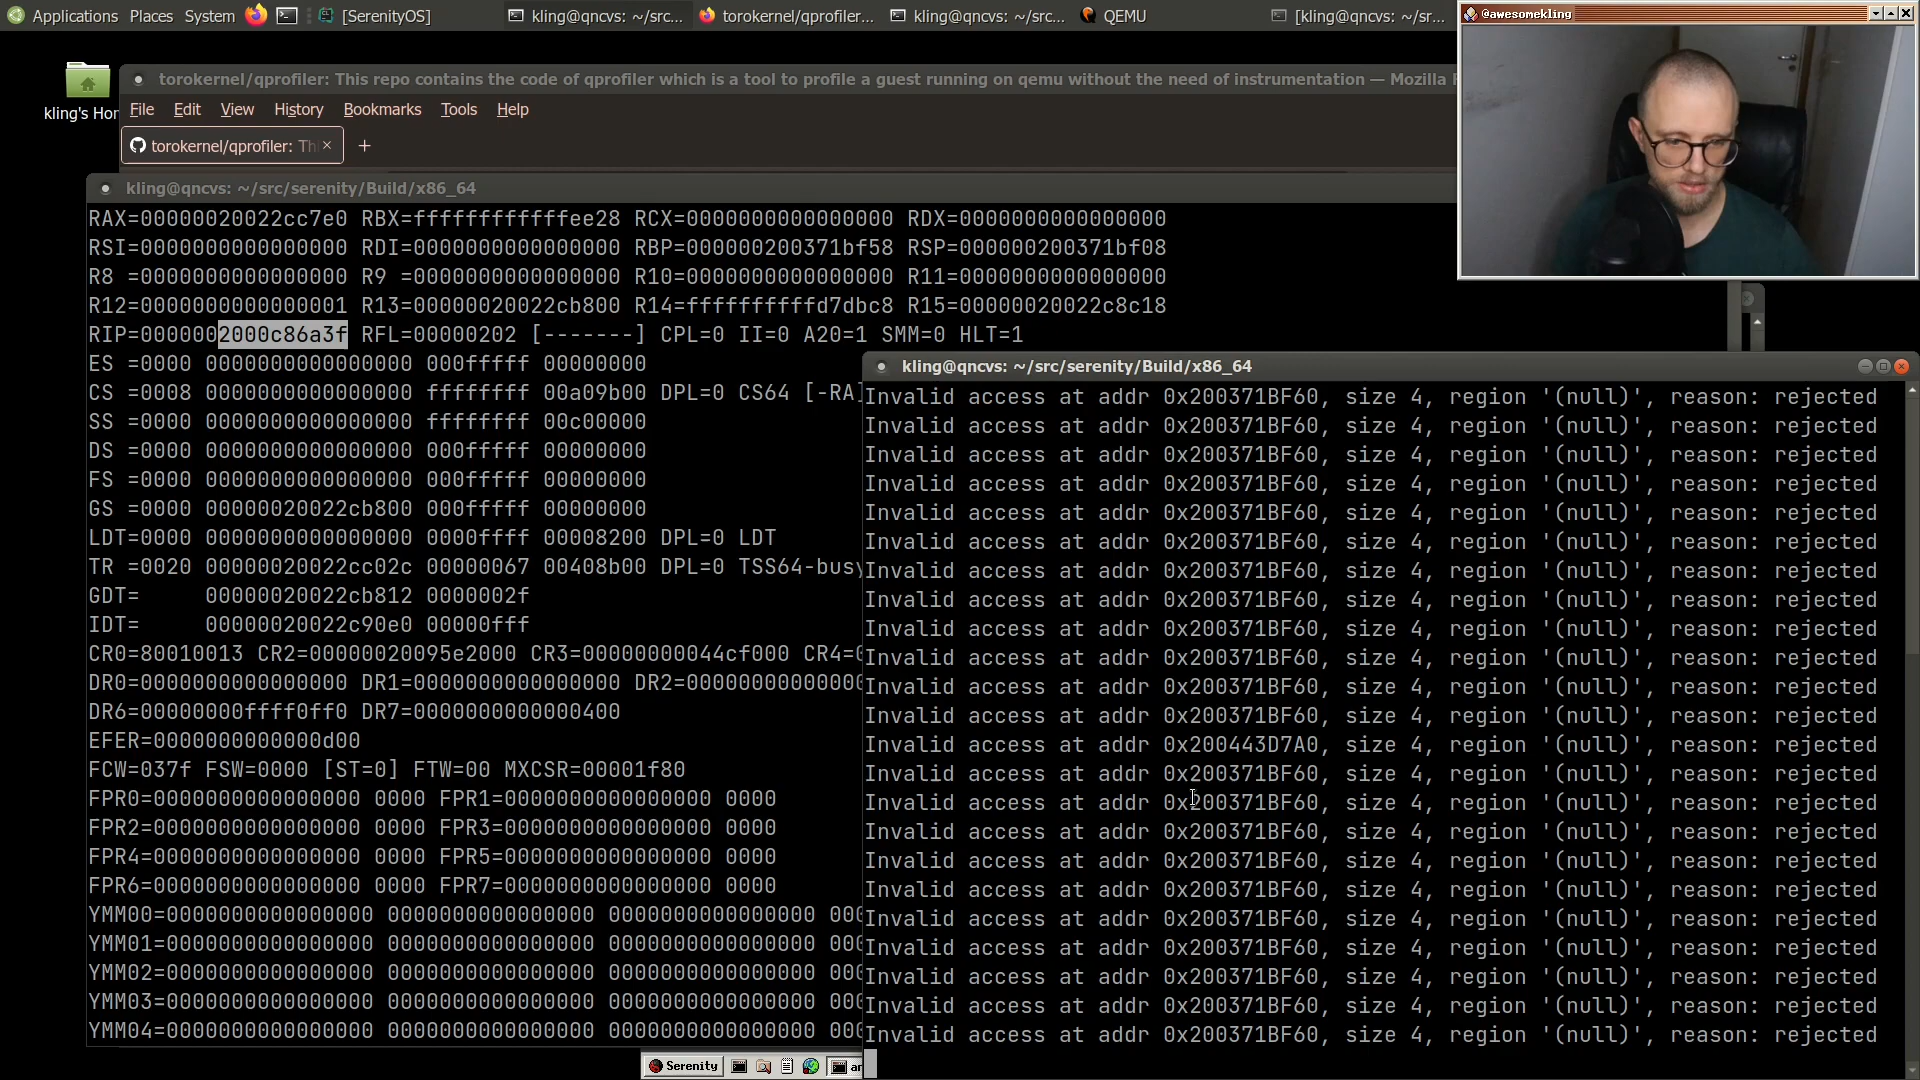 Applications Places System [SerenityOS] kling@qncvs: ~/src... torokernel/qprofiler... kling@qncvs: ~/src... QEMU [kling@qncvs: ~/sr...
@awesomekling
kling's Hor
torokernel/qprofiler: This repo contains the code of qprofiler which is a tool to profile a guest running on qemu without the need of instrumentation — Mozilla F
File Edit View History Bookmarks Tools Help
torokernel/qprofiler: Th × +
kling@qncvs: ~/src/serenity/Build/x86_64
RAX=00000020022cc7e0 RBX=ffffffffffffee28 RCX=0000000000000000 RDX=0000000000000000
RSI=0000000000000000 RDI=0000000000000000 RBP=000000200371bf58 RSP=000000200371bf08
R8 =0000000000000000 R9 =0000000000000000 R10=0000000000000000 R11=0000000000000000
R12=0000000000000001 R13=00000020022cb800 R14=ffffffffffd7dbc8 R15=00000020022c8c18
RIP=0000002000c86a3f RFL=00000202 [-------] CPL=0 II=0 A20=1 SMM=0 HLT=1
ES =0000 0000000000000000 000fffff 00000000
CS =0008 0000000000000000 ffffffff 00a09b00 DPL=0 CS64 [-RA]
SS =0000 0000000000000000 ffffffff 00c00000
DS =0000 0000000000000000 000fffff 00000000
FS =0000 0000000000000000 000fffff 00000000
GS =0000 00000020022cb800 000fffff 00000000
LDT=0000 0000000000000000 0000ffff 00008200 DPL=0 LDT
TR =0020 00000020022cc02c 00000067 00408b00 DPL=0 TSS64-busy
GDT= 00000020022cb812 0000002f
IDT= 00000020022c90e0 00000fff
CR0=80010013 CR2=00000020095e2000 CR3=00000000044cf000 CR4=0
DR0=0000000000000000 DR1=0000000000000000 DR2=0000000000000
DR6=00000000ffff0ff0 DR7=0000000000000400
EFER=0000000000000d00
FCW=037f FSW=0000 [ST=0] FTW=00 MXCSR=00001f80
FPR0=0000000000000000 0000 FPR1=0000000000000000 0000
FPR2=0000000000000000 0000 FPR3=0000000000000000 0000
FPR4=0000000000000000 0000 FPR5=0000000000000000 0000
FPR6=0000000000000000 0000 FPR7=0000000000000000 0000
YMM00=0000000000000000 0000000000000000 0000000000000000 000
YMM01=0000000000000000 0000000000000000 0000000000000000 000
YMM02=0000000000000000 0000000000000000 0000000000000000 000
YMM03=0000000000000000 0000000000000000 0000000000000000 000
YMM04=0000000000000000 0000000000000000 0000000000000000 000
kling@qncvs: ~/src/serenity/Build/x86_64
Invalid access at addr 0x200371BF60, size 4, region '(null)', reason: rejected
Invalid access at addr 0x200371BF60, size 4, region '(null)', reason: rejected
Invalid access at addr 0x200371BF60, size 4, region '(null)', reason: rejected
Invalid access at addr 0x200371BF60, size 4, region '(null)', reason: rejected
Invalid access at addr 0x200371BF60, size 4, region '(null)', reason: rejected
Invalid access at addr 0x200371BF60, size 4, region '(null)', reason: rejected
Invalid access at addr 0x200371BF60, size 4, region '(null)', reason: rejected
Invalid access at addr 0x200371BF60, size 4, region '(null)', reason: rejected
Invalid access at addr 0x200371BF60, size 4, region '(null)', reason: rejected
Invalid access at addr 0x200371BF60, size 4, region '(null)', reason: rejected
Invalid access at addr 0x200371BF60, size 4, region '(null)', reason: rejected
Invalid access at addr 0x200371BF60, size 4, region '(null)', reason: rejected
Invalid access at addr 0x200443D7A0, size 4, region '(null)', reason: rejected
Invalid access at addr 0x200371BF60, size 4, region '(null)', reason: rejected
Invalid access at addr 0x200371BF60, size 4, region '(null)', reason: rejected
Invalid access at addr 0x200371BF60, size 4, region '(null)', reason: rejected
Invalid access at addr 0x200371BF60, size 4, region '(null)', reason: rejected
Invalid access at addr 0x200371BF60, size 4, region '(null)', reason: rejected
Invalid access at addr 0x200371BF60, size 4, region '(null)', reason: rejected
Invalid access at addr 0x200371BF60, size 4, region '(null)', reason: rejected
Invalid access at addr 0x200371BF60, size 4, region '(null)', reason: rejected
Invalid access at addr 0x200371BF60, size 4, region '(null)', reason: rejected
Invalid access at addr 0x200371BF60, size 4, region '(null)', reason: rejected
Serenity ar